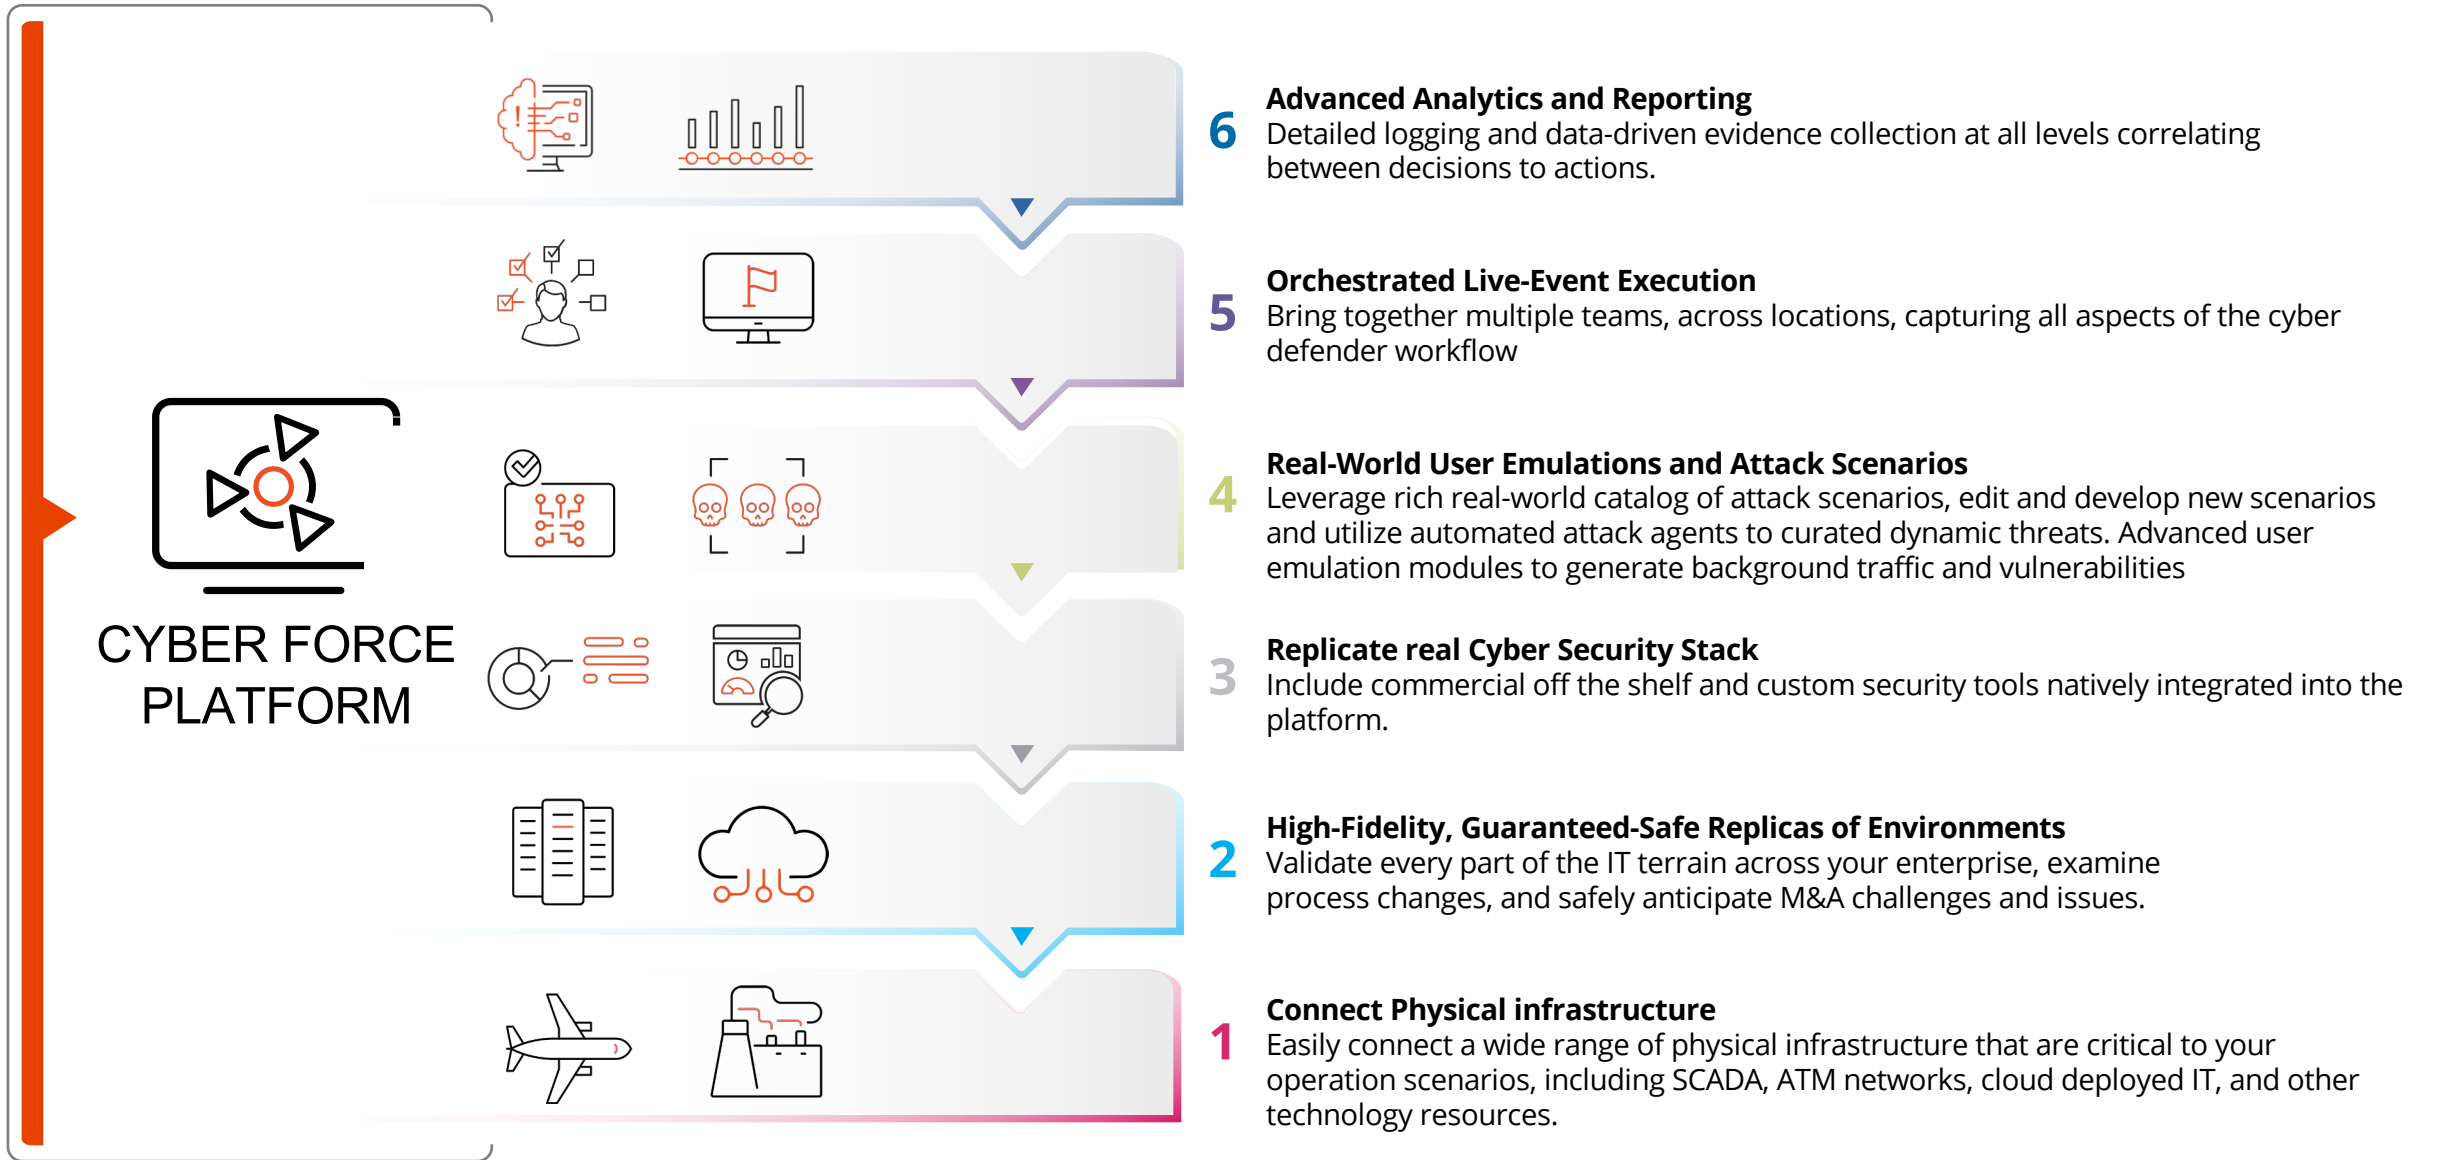 CYBER FORCE
PLATFORM
6
Advanced Analytics and Reporting
Detailed logging and data-driven evidence collection at all levels correlating
between decisions to actions.
5
Orchestrated Live-Event Execution
Bring together multiple teams, across locations, capturing all aspects of the cyber
defender workflow
4
Real-World User Emulations and Attack Scenarios
Leverage rich real-world catalog of attack scenarios, edit and develop new scenarios
and utilize automated attack agents to curated dynamic threats. Advanced user
emulation modules to generate background traffic and vulnerabilities
3
Replicate real Cyber Security Stack
Include commercial off the shelf and custom security tools natively integrated into the
platform.
2
High-Fidelity, Guaranteed-Safe Replicas of Environments
Validate every part of the IT terrain across your enterprise, examine
process changes, and safely anticipate M&A challenges and issues.
1
Connect Physical infrastructure
Easily connect a wide range of physical infrastructure that are critical to your
operation scenarios, including SCADA, ATM networks, cloud deployed IT, and other
technology resources.